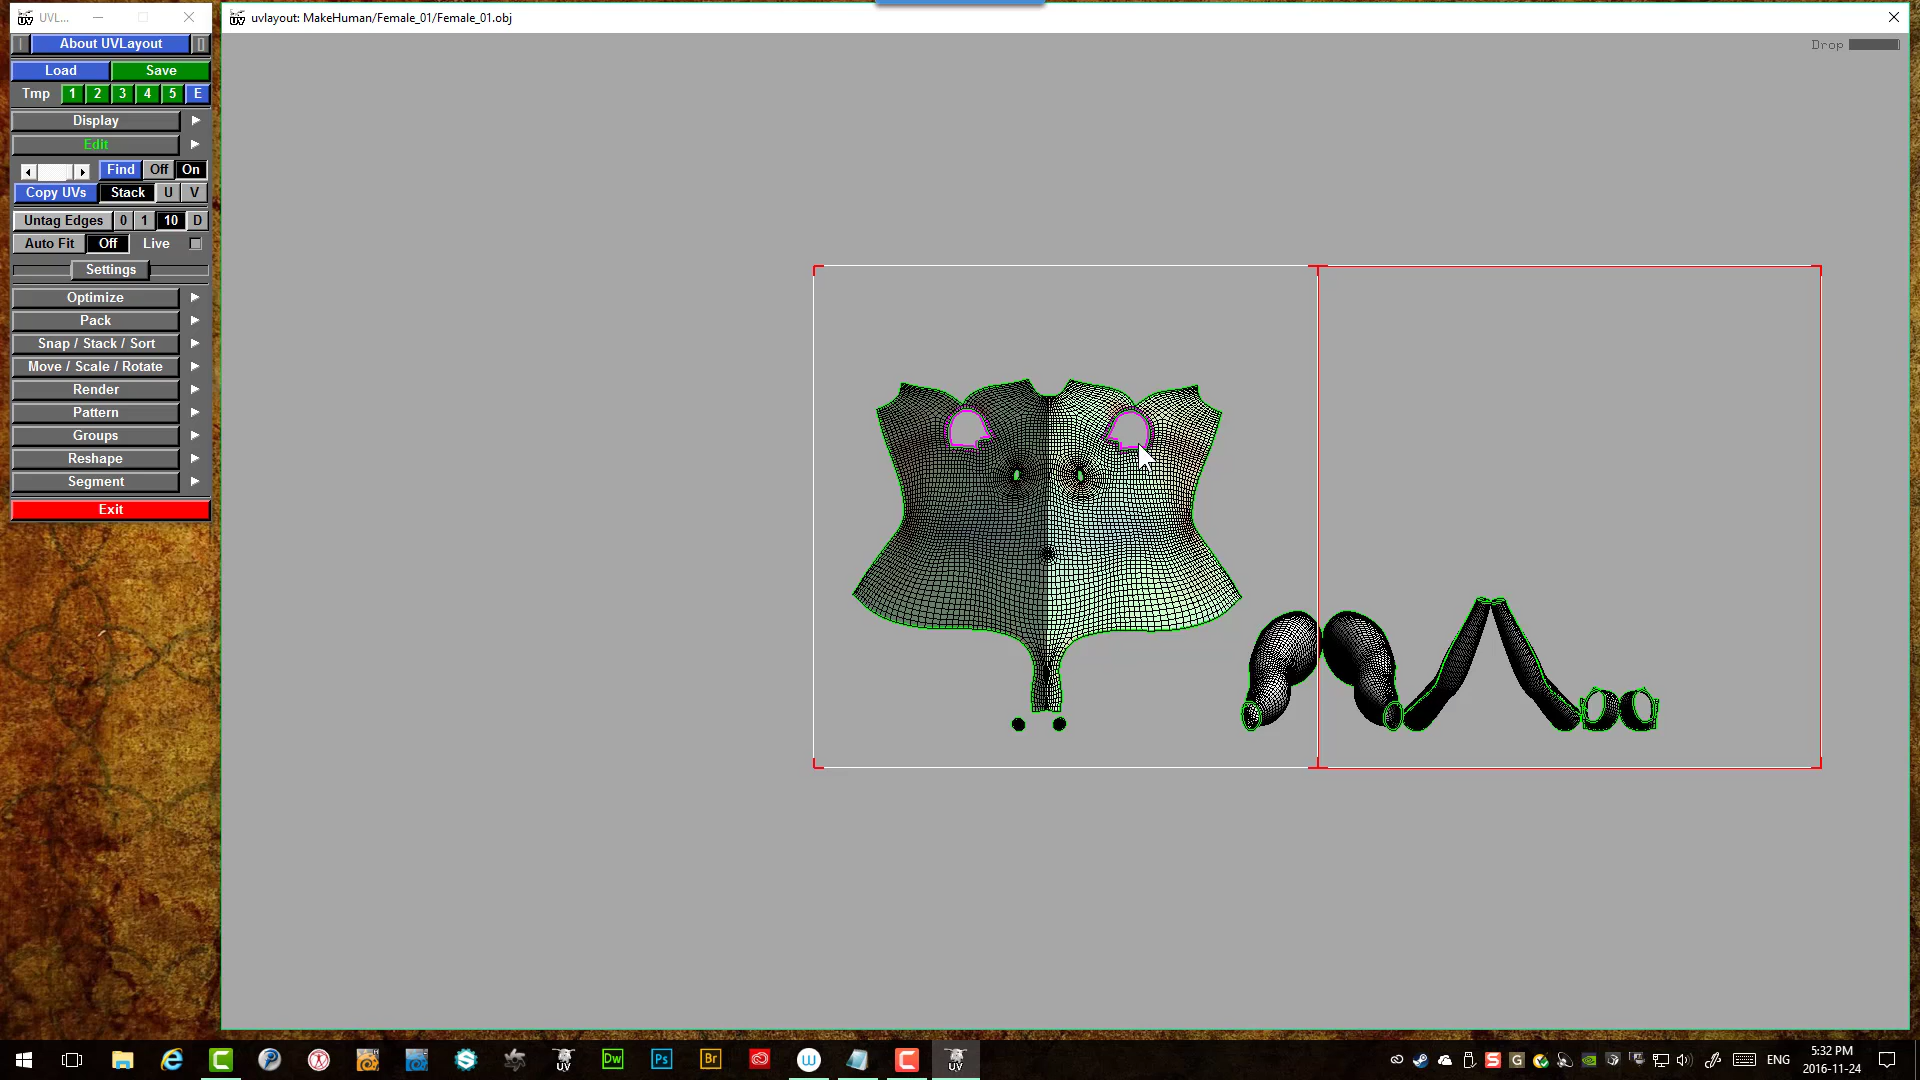 UVL...
uvlayout: MakeHuman/Female_01/Female_01.obj
About UVLayout
Drop
Load Save
Tmp 1 2 3 4 5 E
Display
Edit
Find Off On
Copy UVs Stack U V
Untag Edges 0 1 10 D
Auto Fit Off Live
Settings
Optimize
Pack
Snap / Stack / Sort
Move / Scale / Rotate
Render
Pattern
Groups
Reshape
Segment
Exit
Dw Ps Br W C UV
ENG
5:32 PM
2016-11-24